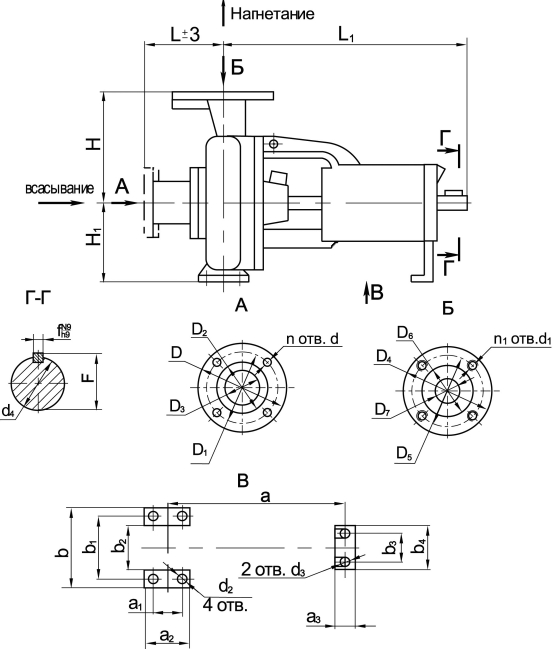 Нагнетание
L±3
L₁
Б
Г
H
всасывание
А
H₁
Г
В
Г-Г
А
Б
f N9/h9
F
d₄
D₂
D
D₃
D₁
n отв. d
D₆
D₄
D₇
D₅
n₁ отв.d₁
В
a
b
b₁
b₂
b₃
b₄
2 отв. d₃
d₂
4 отв.
a₁
a₂
a₃